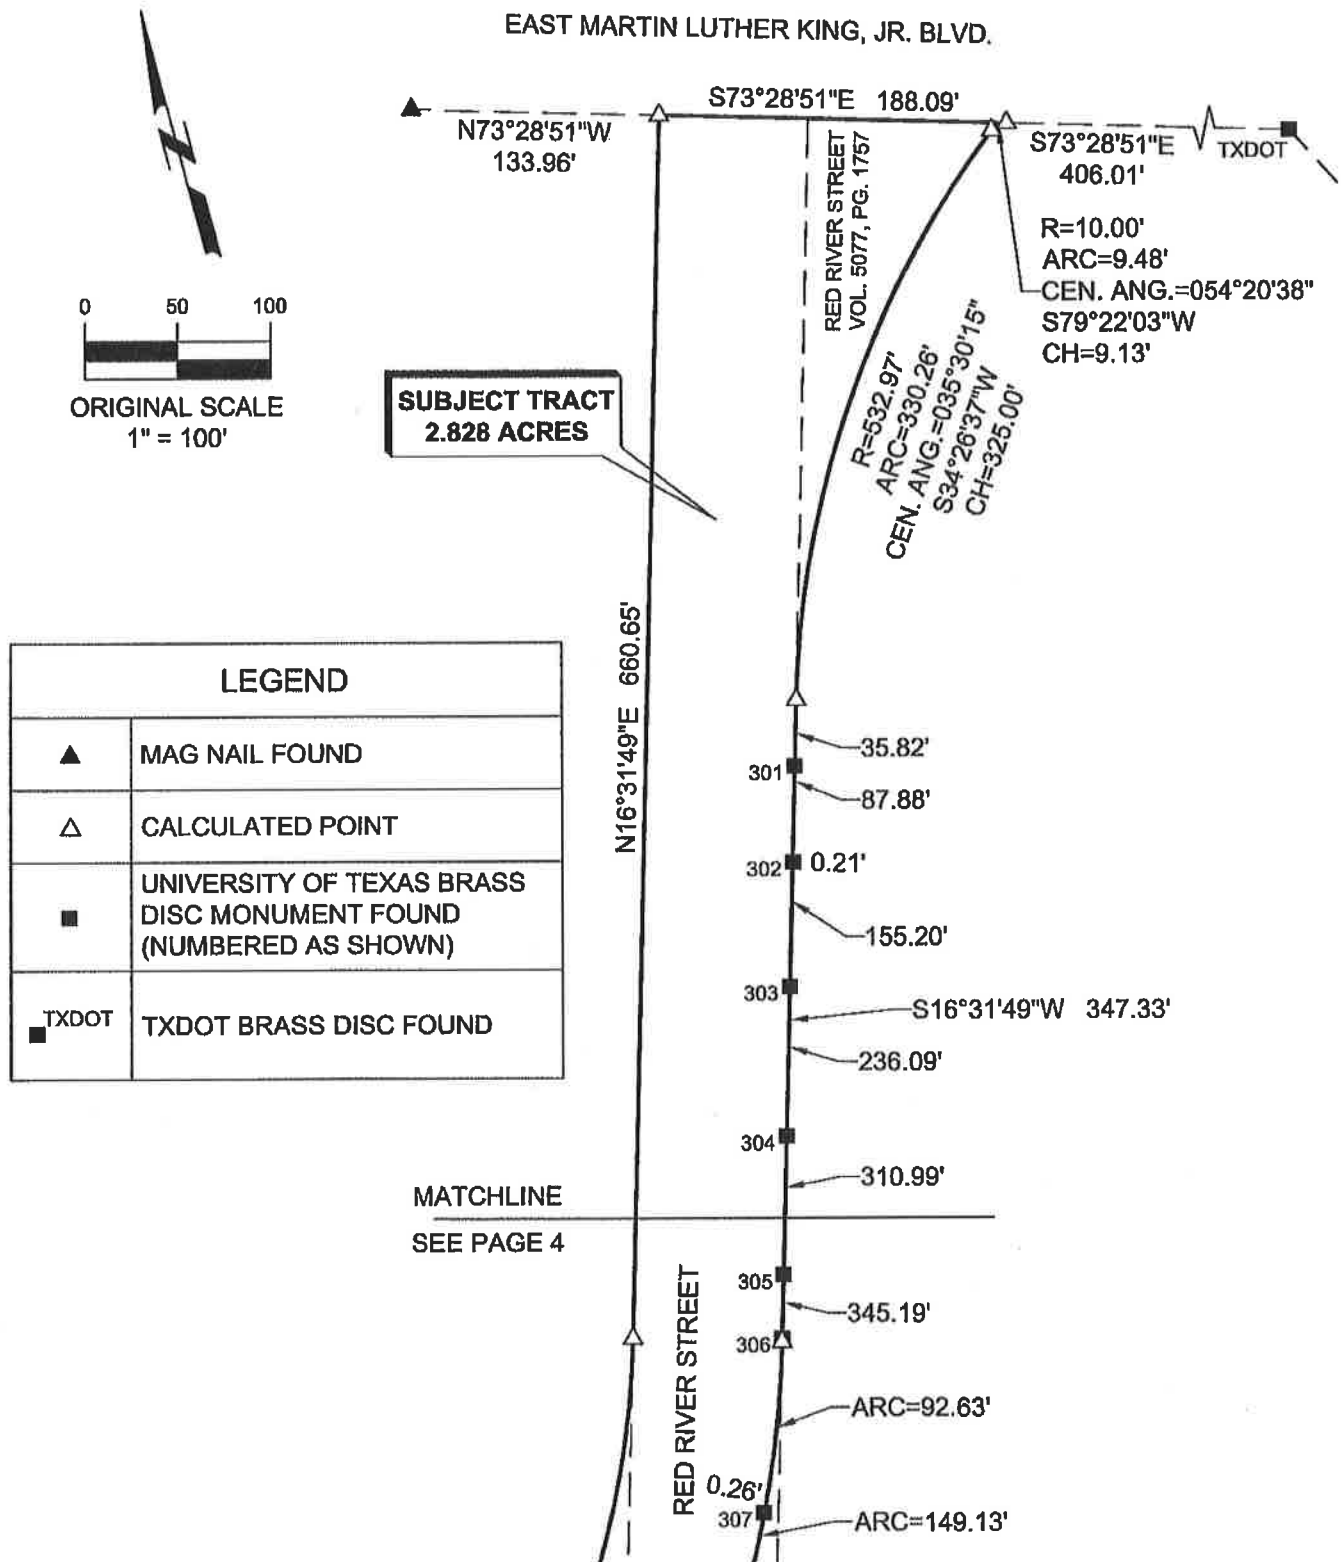 EAST MARTIN LUTHER KING, JR. BLVD.
S73°28'51"E 188.09'
N73°28'51"W
133.96'
S73°28'51"E
406.01'
TXDOT
RED RIVER STREET
VOL. 5077, PG. 1757
R=10.00'
ARC=9.48'
CEN. ANG.=054°20'38"
S79°22'03"W
CH=9.13'
0 50 100
ORIGINAL SCALE
1" = 100'
SUBJECT TRACT
2.828 ACRES
R=532.97'
ARC=330.26'
CEN. ANG.=035°30'15"
S34°26'37"W
CH=325.00'
N16°31'49"E 660.65'
LEGEND
MAG NAIL FOUND
CALCULATED POINT
UNIVERSITY OF TEXAS BRASS
DISC MONUMENT FOUND
(NUMBERED AS SHOWN)
TXDOT
TXDOT BRASS DISC FOUND
35.82'
301
87.88'
302 0.21'
155.20'
303
S16°31'49"W 347.33'
236.09'
304
310.99'
MATCHLINE
SEE PAGE 4
305
345.19'
306
RED RIVER STREET
ARC=92.63'
0.26'
307
ARC=149.13'